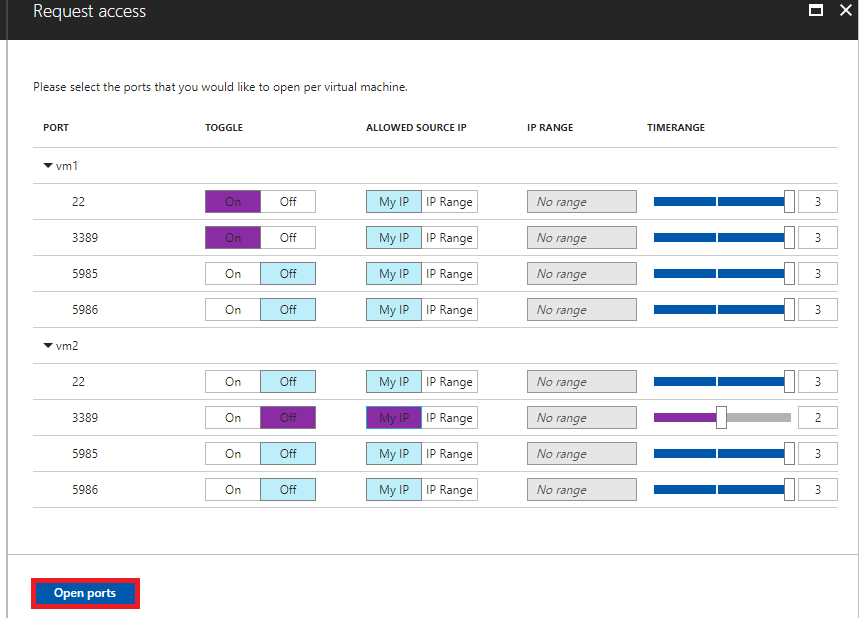 Request access
Please select the ports that you would like to open per virtual machine.
PORT TOGGLE ALLOWED SOURCE IP IP RANGE TIMERANGE
vm1
22 On Off My IP IP Range No range 3
3389 On Off My IP IP Range No range 3
5985 On Off My IP IP Range No range 3
5986 On Off My IP IP Range No range 3
vm2
22 On Off My IP IP Range No range 3
3389 On Off My IP IP Range No range 2
5985 On Off My IP IP Range No range 3
5986 On Off My IP IP Range No range 3
Open ports